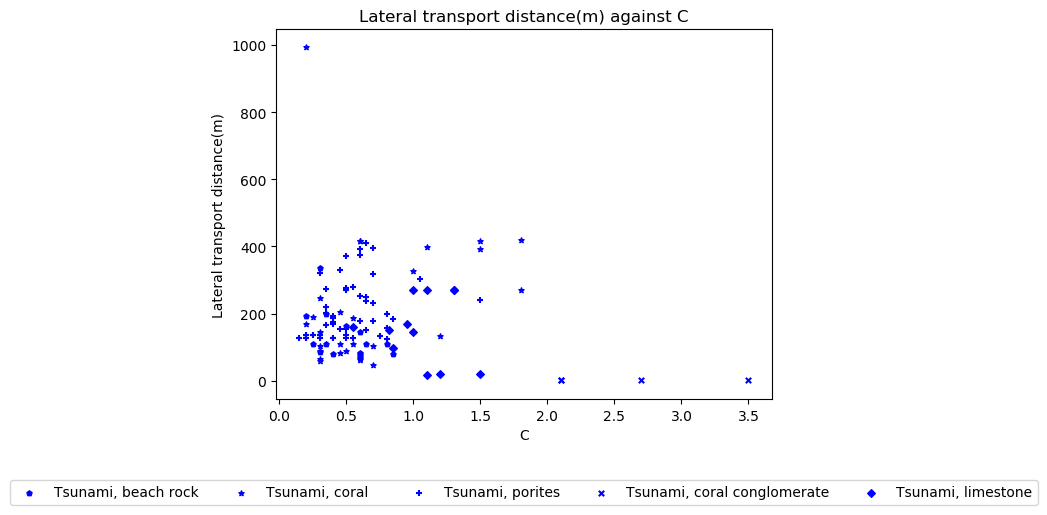 Lateral transport distance(m) against C
Lateral transport distance(m)
1000
800
600
400
200
0
0.0 0.5 1.0 1.5 2.0 2.5 3.0 3.5
C
Tsunami, beach rock Tsunami, coral Tsunami, porites Tsunami, coral conglomerate Tsunami, limestone